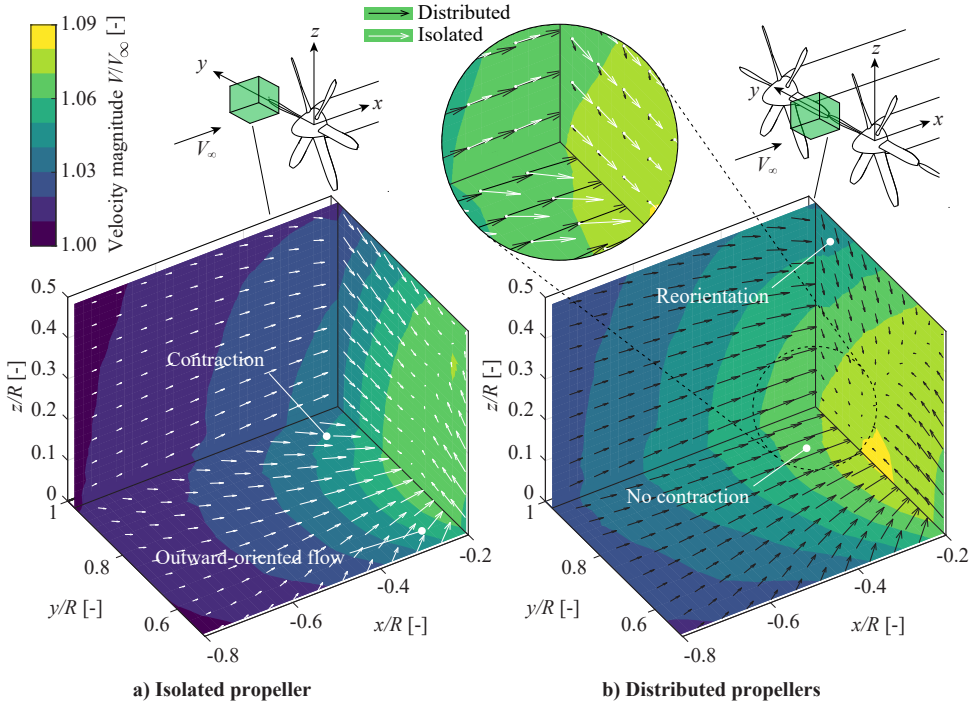 Velocity magnitude V/V∞ [-]
1.09
1.06
1.03
1.00
z
y
x
V∞
Distributed
Isolated
z
y
x
V∞
Contraction
Outward-oriented flow
z/R [-]
0.5
0.4
0.3
0.2
0.1
0
1
0.8
0.6
y/R [-]
-0.8
-0.6
-0.4
-0.2
x/R [-]
a) Isolated propeller
Reorientation
No contraction
z/R [-]
0.5
0.4
0.3
0.2
0.1
0
1
0.8
0.6
y/R [-]
-0.8
-0.6
-0.4
-0.2
x/R [-]
b) Distributed propellers